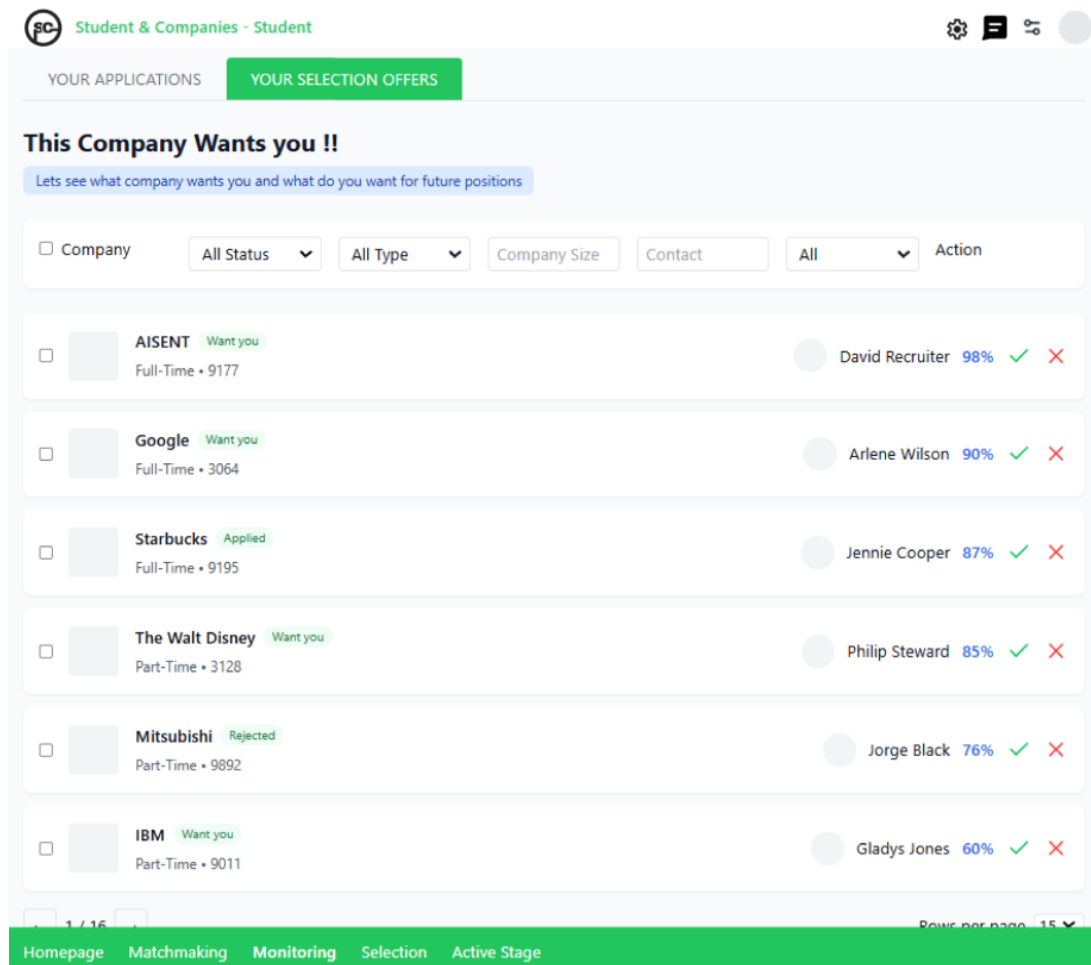 SC
Student & Companies - Student
YOUR APPLICATIONS YOUR SELECTION OFFERS
This Company Wants you !!
Lets see what company wants you and what do you want for future positions
Company All Status All Type Company Size Contact All Action
AISENT Want you
Full-Time • 9177
David Recruiter 98%
Google Want you
Full-Time • 3064
Arlene Wilson 90%
Starbucks Applied
Full-Time • 9195
Jennie Cooper 87%
The Walt Disney Want you
Part-Time • 3128
Philip Steward 85%
Mitsubishi Rejected
Part-Time • 9892
Jorge Black 76%
IBM Want you
Part-Time • 9011
Gladys Jones 60%
1 / 16 Rows per page 15
Homepage Matchmaking Monitoring Selection Active Stage